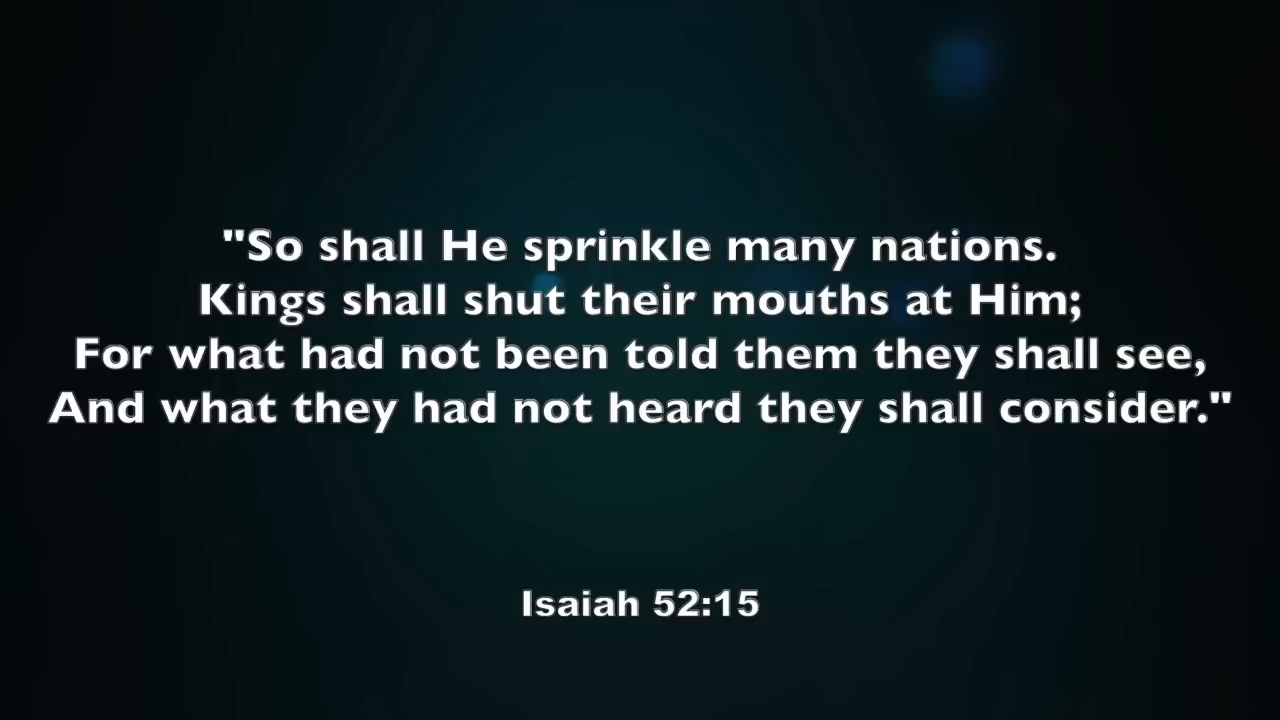 "So shall He sprinkle many nations.
Kings shall shut their mouths at Him;
For what had not been told them they shall see,
And what they had not heard they shall consider."
Isaiah 52:15